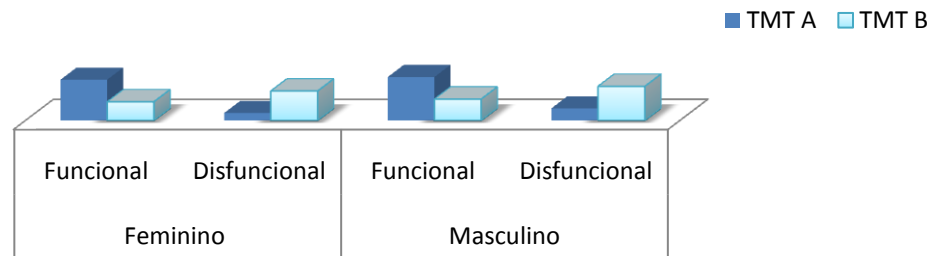 TMT A TMT B
Funcional Disfuncional Funcional Disfuncional
Feminino Masculino